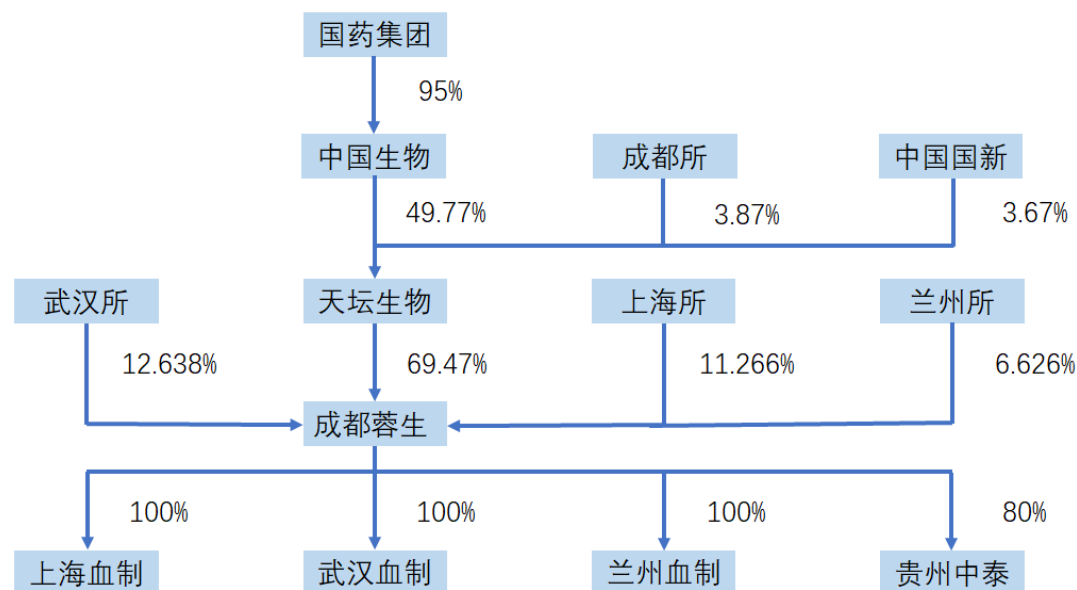 国药集团
95%
中国生物
成都所
中国国新
49.77%
3.87%
3.67%
武汉所
天坛生物
上海所
兰州所
12.638%
69.47%
11.266%
6.626%
成都蓉生
100%
100%
100%
80%
上海血制
武汉血制
兰州血制
贵州中泰